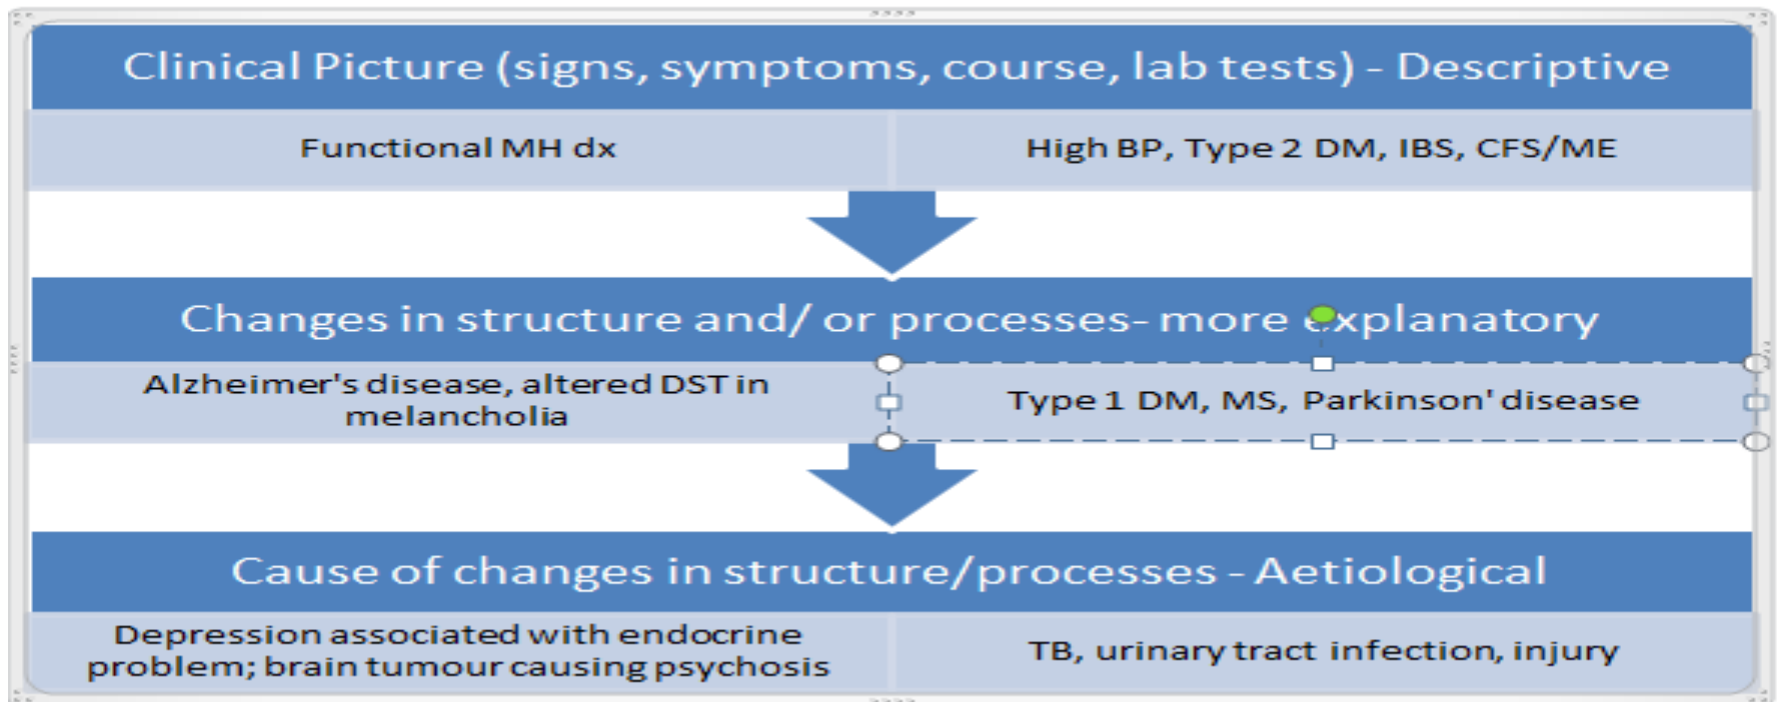 Clinical Picture (signs, symptoms, course, lab tests) - Descriptive
Functional MH dx
High BP, Type 2 DM, IBS, CFS/ME
Changes in structure and/ or processes- more explanatory
Alzheimer's disease, altered DST in
melancholia
Type 1 DM, MS, Parkinson' disease
Cause of changes in structure/processes - Aetiological
Depression associated with endocrine
problem; brain tumour causing psychosis
TB, urinary tract infection, injury